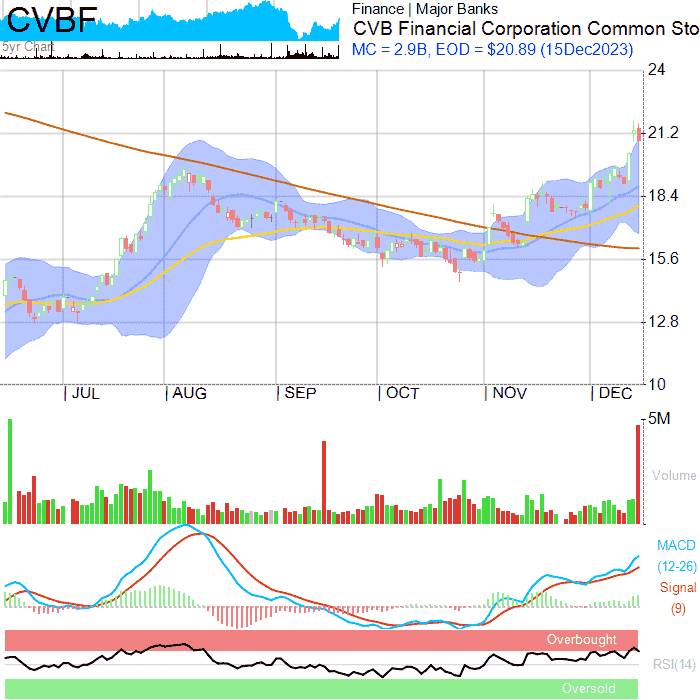 CVBF
5yr Chart
Finance | Major Banks
CVB Financial Corporation Common Sto
MC = 2.9B, EOD = $20.89 (15Dec2023)
24
21.2
18.4
15.6
12.8
10
| JUL | AUG | SEP | OCT | NOV | DEC
5M
Volume
MACD
(12-26)
Signal
(9)
Overbought
RSI(14)
Oversold